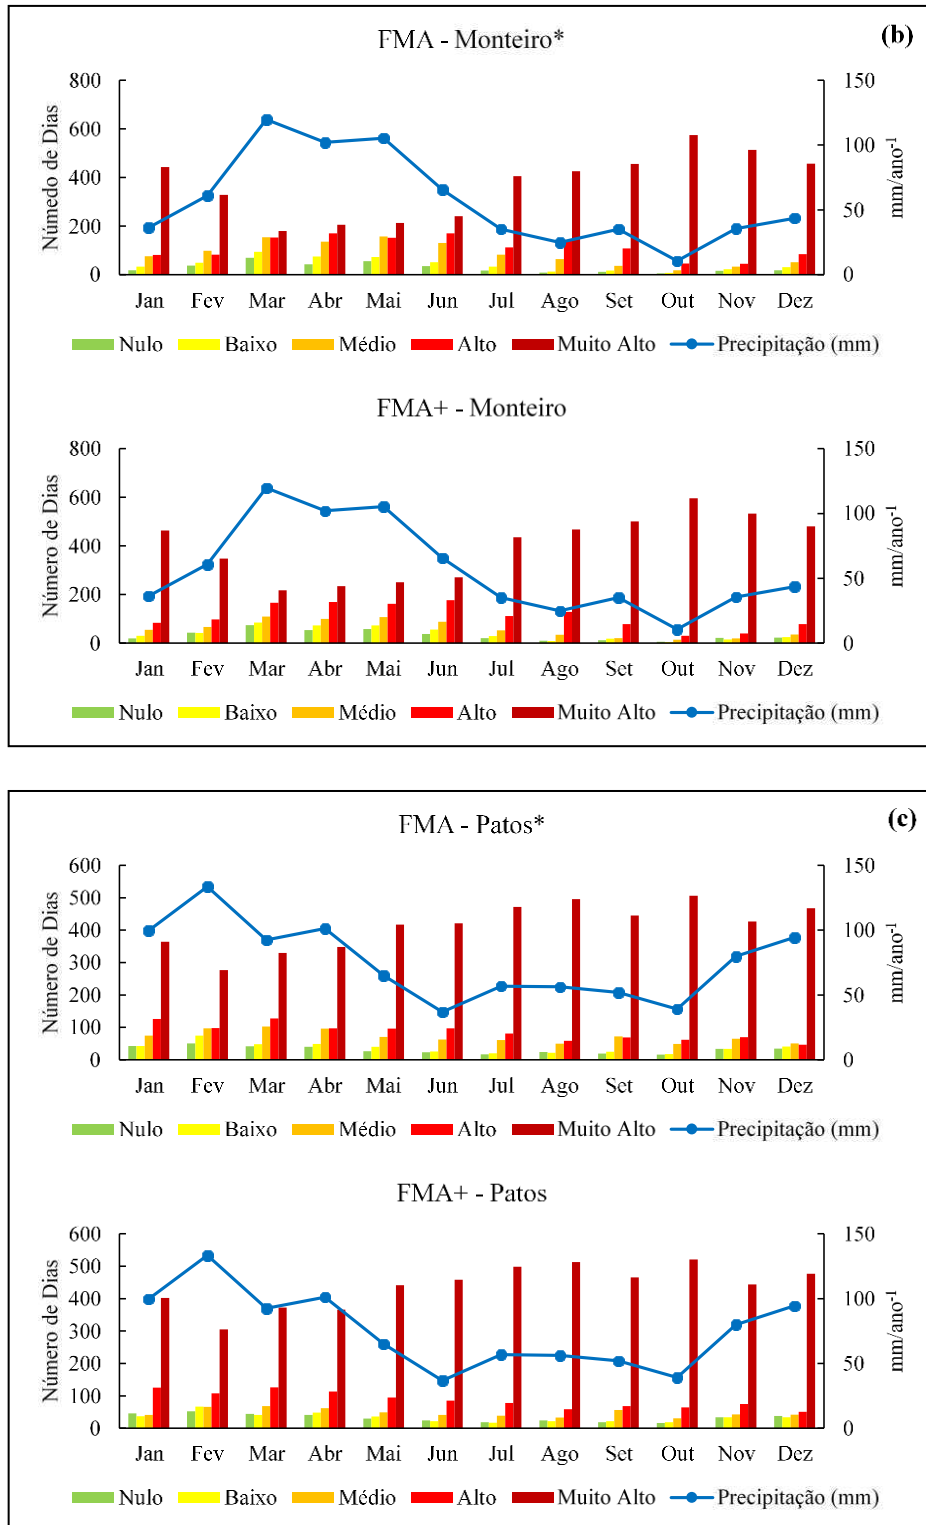 FMA - Monteiro*
(b)
Númedo de Dias
800
600
400
200
0
150
100
50
0
mm/ano-1
Jan Fev Mar Abr Mai Jun Jul Ago Set Out Nov Dez
Nulo Baixo Médio Alto Muito Alto Precipitação (mm)
FMA+ - Monteiro
Número de Dias
800
600
400
200
0
150
100
50
0
mm/ano-1
Jan Fev Mar Abr Mai Jun Jul Ago Set Out Nov Dez
Nulo Baixo Médio Alto Muito Alto Precipitação (mm)
FMA - Patos*
(c)
Número de Dias
600
500
400
300
200
100
0
150
100
50
0
mm/ano-1
Jan Fev Mar Abr Mai Jun Jul Ago Set Out Nov Dez
Nulo Baixo Médio Alto Muito Alto Precipitação (mm)
FMA+ - Patos
Número de Dias
600
500
400
300
200
100
0
150
100
50
0
mm/ano-1
Jan Fev Mar Abr Mai Jun Jul Ago Set Out Nov Dez
Nulo Baixo Médio Alto Muito Alto Precipitação (mm)